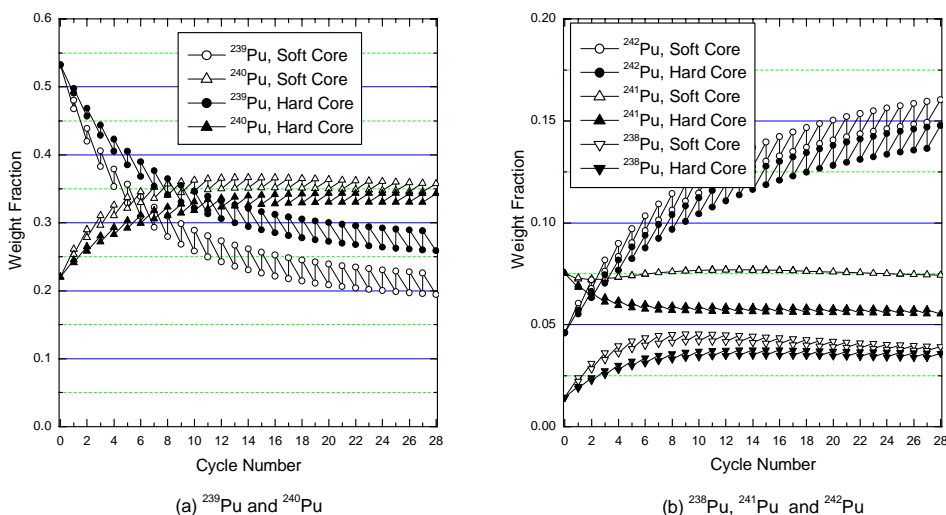 0.6
0.5
0.4
0.3
0.2
0.1
0.0
Weight Fraction
²³⁹Pu, Soft Core
²⁴⁰Pu, Soft Core
²³⁹Pu, Hard Core
²⁴⁰Pu, Hard Core
0 2 4 6 8 10 12 14 16 18 20 22 24 26 28
Cycle Number
(a) ²³⁹Pu and ²⁴⁰Pu
0.20
0.15
0.10
0.05
0.00
Weight Fraction
²⁴²Pu, Soft Core
²⁴²Pu, Hard Core
²⁴¹Pu, Soft Core
²⁴¹Pu, Hard Core
²³⁸Pu, Soft Core
²³⁸Pu, Hard Core
0 2 4 6 8 10 12 14 16 18 20 22 24 26 28
Cycle Number
(b) ²³⁸Pu, ²⁴¹Pu and ²⁴²Pu